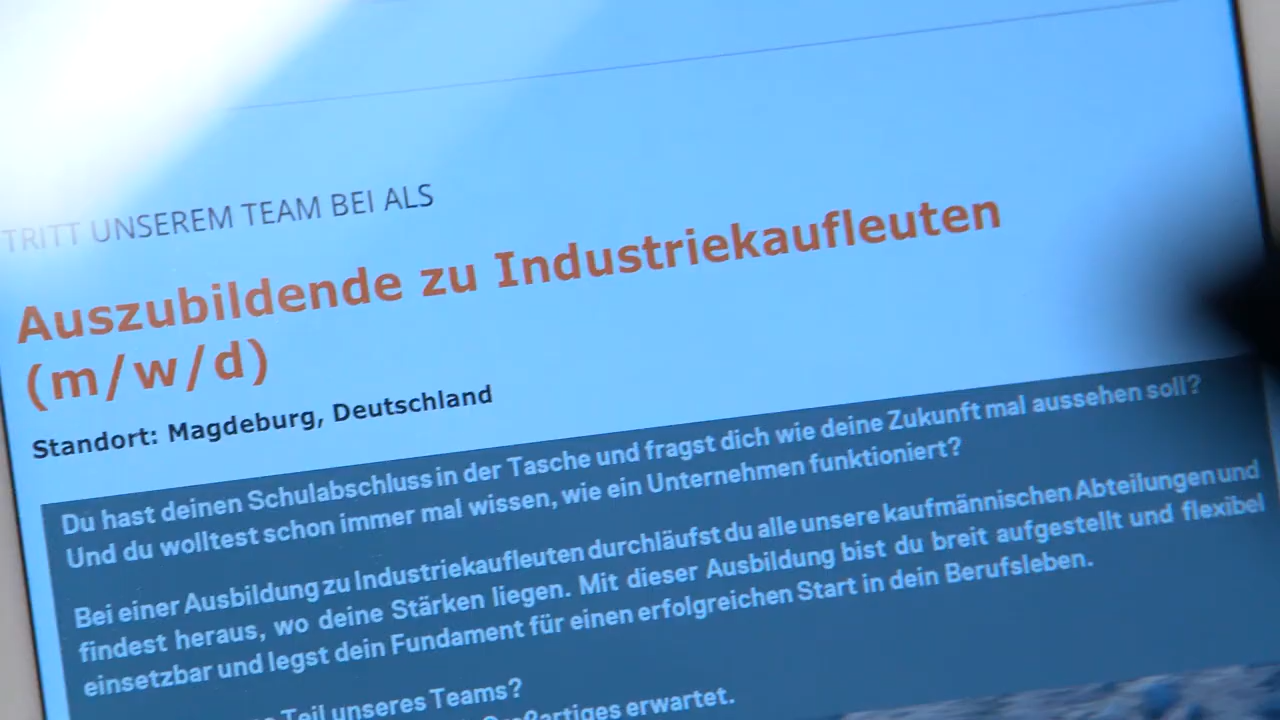 TRITT UNSEREM TEAM BEI ALS
Auszubildende zu Industriekaufleuten
(m/w/d)
Standort: Magdeburg, Deutschland
Du hast deinen Schulabschluss in der Tasche und fragst dich wie deine Zukunft mal aussehen soll?
Und du wolltest schon immer mal wissen, wie ein Unternehmen funktioniert?
Bei einer Ausbildung zu Industriekaufleuten durchläufst du alle unsere kaufmännischen Abteilungen und
findest heraus, wo deine Stärken liegen. Mit dieser Ausbildung bist du breit aufgestellt und flexibel
einsetzbar und legst dein Fundament für einen erfolgreichen Start in dein Berufsleben.
Teil unseres Teams?
Großartiges erwartet.